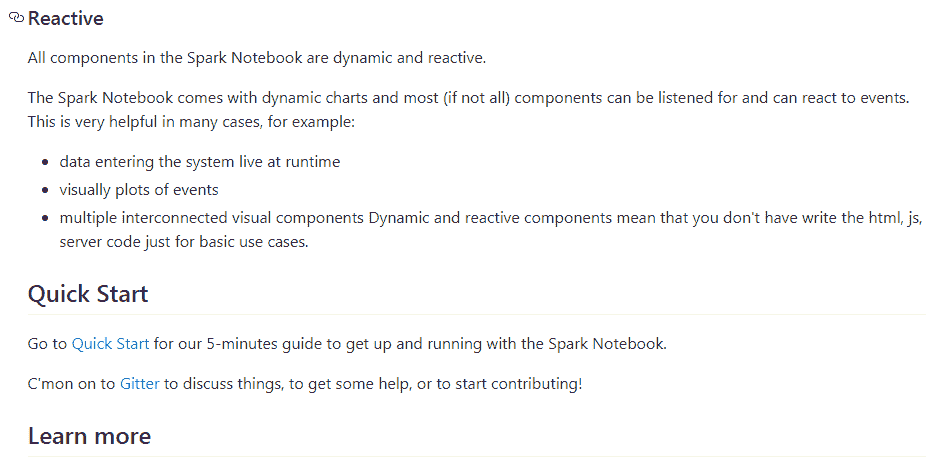 Reactive
All components in the Spark Notebook are dynamic and reactive.
The Spark Notebook comes with dynamic charts and most (if not all) components can be listened for and can react to events.
This is very helpful in many cases, for example:
data entering the system live at runtime
visually plots of events
multiple interconnected visual components Dynamic and reactive components mean that you don't have write the html, js,
server code just for basic use cases.
Quick Start
Go to Quick Start for our 5-minutes guide to get up and running with the Spark Notebook.
C'mon on to Gitter to discuss things, to get some help, or to start contributing!
Learn more